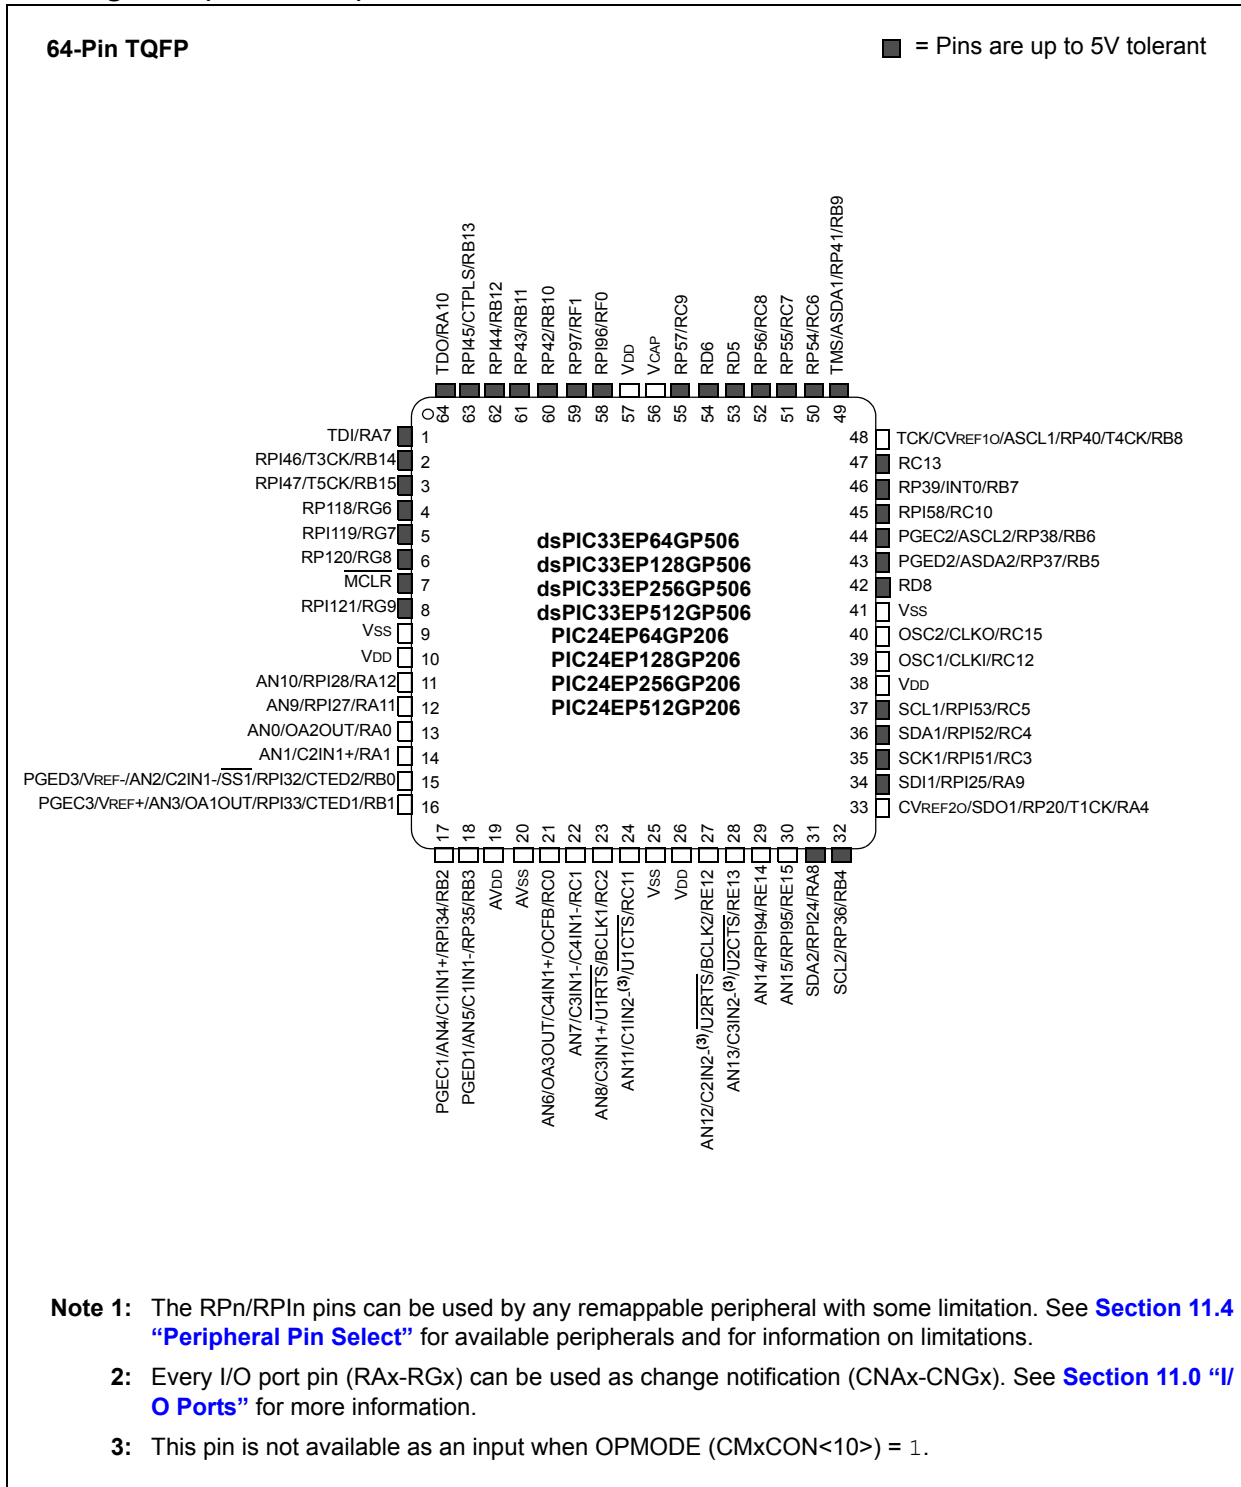 64-Pin TQFP
= Pins are up to 5V tolerant
TDO/RA10
RPI45/CTPLS/RB13
RPI44/RB12
RP43/RB11
RP42/RB10
RP97/RF1
RPI96/RF0
VDD
VCAP
RP57/RC9
RD6
RD5
RP56/RC8
RP55/RC7
RP54/RC6
TMS/ASDA1/RP41/RB9
64
63
62
61
60
59
58
57
56
55
54
53
52
51
50
49
TDI/RA7 1
RPI46/T3CK/RB14 2
RPI47/T5CK/RB15 3
RP118/RG6 4
RPI119/RG7 5
RP120/RG8 6
MCLR 7
RPI121/RG9 8
VSS 9
VDD 10
AN10/RPI28/RA12 11
AN9/RPI27/RA11 12
AN0/OA2OUT/RA0 13
AN1/C2IN1+/RA1 14
PGED3/VREF-/AN2/C2IN1-/SS1/RPI32/CTED2/RB0 15
PGEC3/VREF+/AN3/OA1OUT/RPI33/CTED1/RB1 16
dsPIC33EP64GP506
dsPIC33EP128GP506
dsPIC33EP256GP506
dsPIC33EP512GP506
PIC24EP64GP206
PIC24EP128GP206
PIC24EP256GP206
PIC24EP512GP206
48 TCK/CVREF1O/ASCL1/RP40/T4CK/RB8
47 RC13
46 RP39/INT0/RB7
45 RPI58/RC10
44 PGEC2/ASCL2/RP38/RB6
43 PGED2/ASDA2/RP37/RB5
42 RD8
41 VSS
40 OSC2/CLKO/RC15
39 OSC1/CLKI/RC12
38 VDD
37 SCL1/RPI53/RC5
36 SDA1/RPI52/RC4
35 SCK1/RPI51/RC3
34 SDI1/RPI25/RA9
33 CVREF2O/SDO1/RP20/T1CK/RA4
17
18
19
20
21
22
23
24
25
26
27
28
29
30
31
32
PGEC1/AN4/C1IN1+/RPI34/RB2
PGED1/AN5/C1IN1-/RP35/RB3
AVDD
AVSS
AN6/OA3OUT/C4IN1+/OCFB/RC0
AN7/C3IN1-/C4IN1-/RC1
AN8/C3IN1+/U1RTS/BCLK1/RC2
AN11/C1IN2-(3)/U1CTS/RC11
VSS
VDD
AN12/C2IN2-(3)/U2RTS/BCLK2/RE12
AN13/C3IN2-(3)/U2CTS/RE13
AN14/RPI94/RE14
AN15/RPI95/RE15
SDA2/RPI24/RA8
SCL2/RP36/RB4
Note 1: The RPn/RPIn pins can be used by any remappable peripheral with some limitation. See Section 11.4
“Peripheral Pin Select” for available peripherals and for information on limitations.
2: Every I/O port pin (RAx-RGx) can be used as change notification (CNAx-CNGx). See Section 11.0 “I/
O Ports” for more information.
3: This pin is not available as an input when OPMODE (CMxCON<10>) = 1.